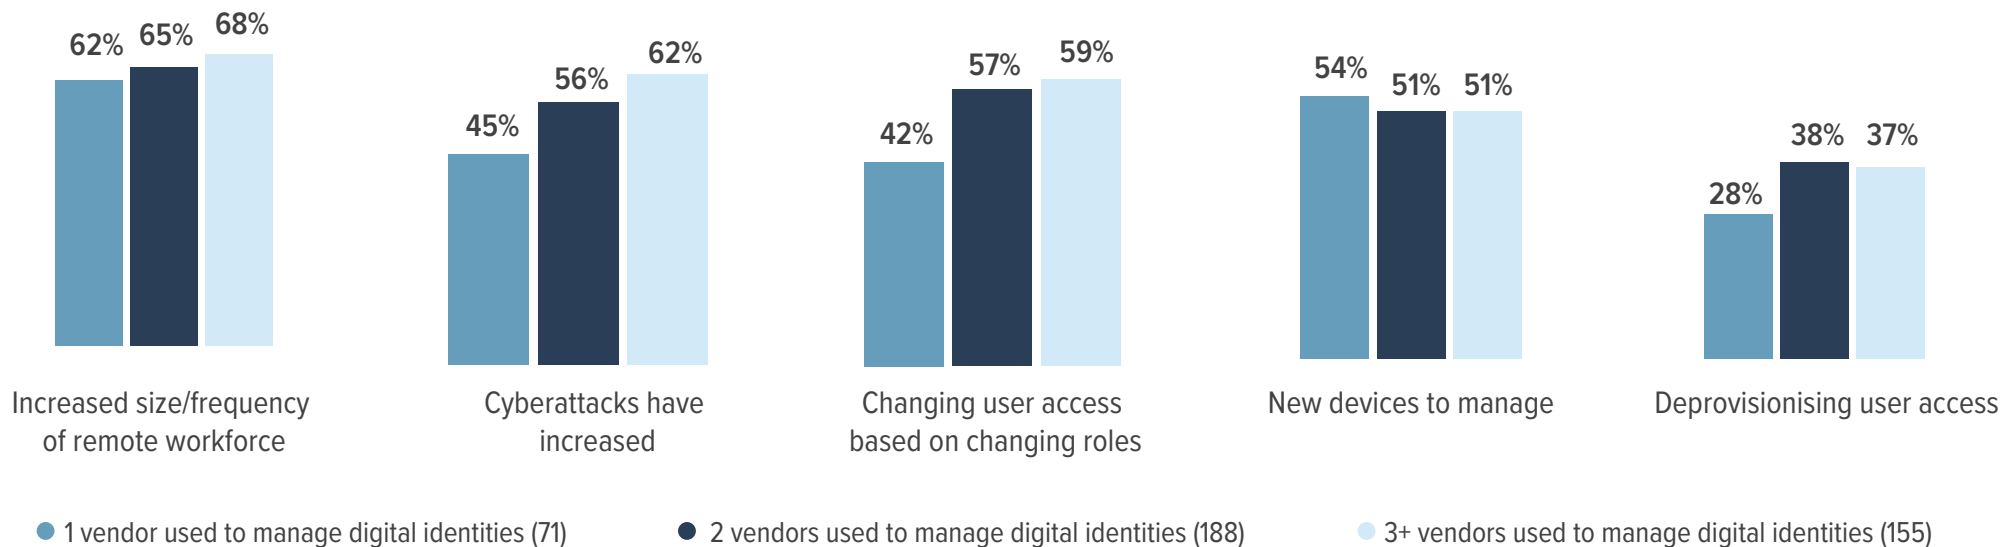 62% 65% 68%
45% 56% 62%
42% 57% 59%
54% 51% 51%
28% 38% 37%
Increased size/frequency
of remote workforce
Cyberattacks have
increased
Changing user access
based on changing roles
New devices to manage
Deprovisionising user access
1 vendor used to manage digital identities (71)
2 vendors used to manage digital identities (188)
3+ vendors used to manage digital identities (155)